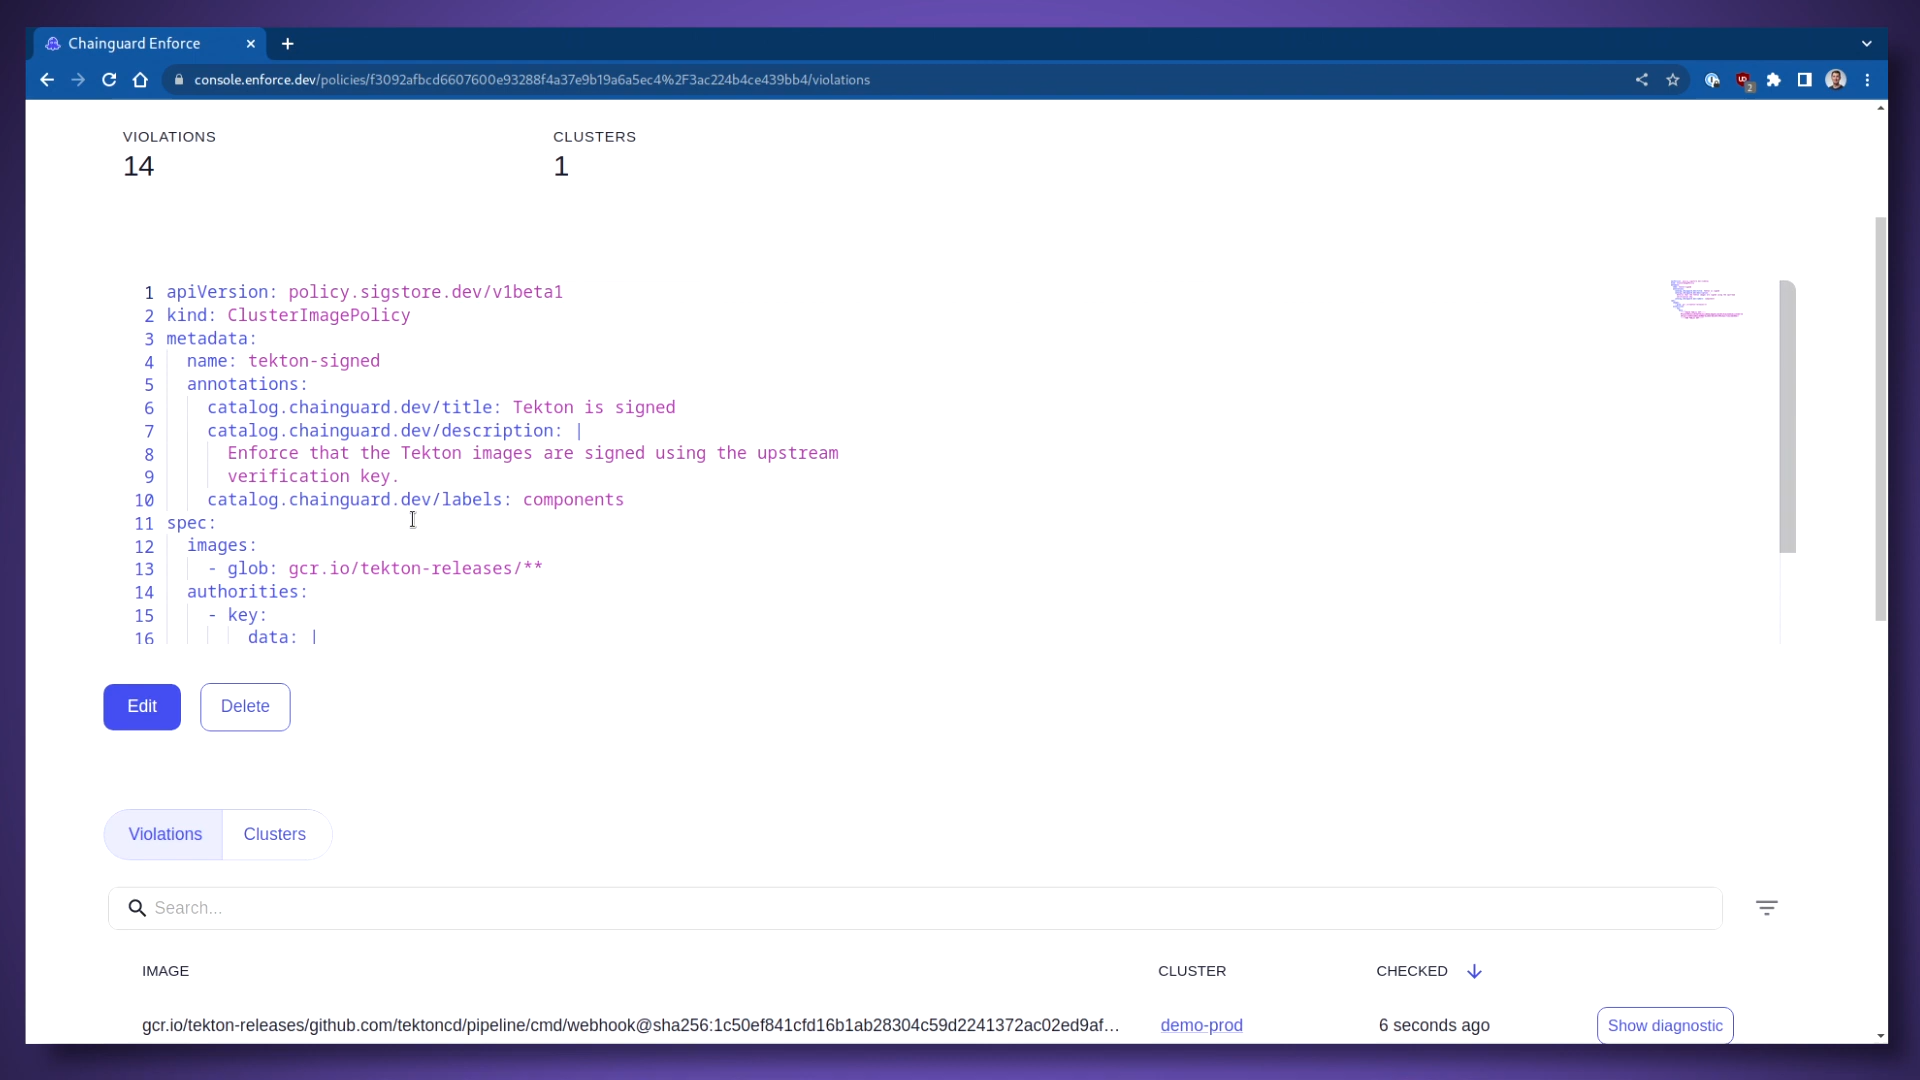 Chainguard Enforce
console.enforce.dev/policies/f3092afbcd6607600e93288f4a37e9b19a6a5ec4%2F3ac224b4ce439bb4/violations
2
VIOLATIONS CLUSTERS
14 1
1 apiVersion: policy.sigstore.dev/v1beta1
2 kind: ClusterImagePolicy
3 metadata:
4 name: tekton-signed
5 annotations:
6 catalog.chainguard.dev/title: Tekton is signed
7 catalog.chainguard.dev/description: |
8 Enforce that the Tekton images are signed using the upstream
9 verification key.
10 catalog.chainguard.dev/labels: components
11 spec:
12 images:
13 - glob: gcr.io/tekton-releases/**
14 authorities:
15 - key:
16 data: |
Edit Delete
Violations Clusters
Search...
IMAGE CLUSTER CHECKED
gcr.io/tekton-releases/github.com/tektoncd/pipeline/cmd/webhook@sha256:1c50ef841cfd16b1ab28304c59d2241372ac02ed9af... demo-prod 6 seconds ago Show diagnostic